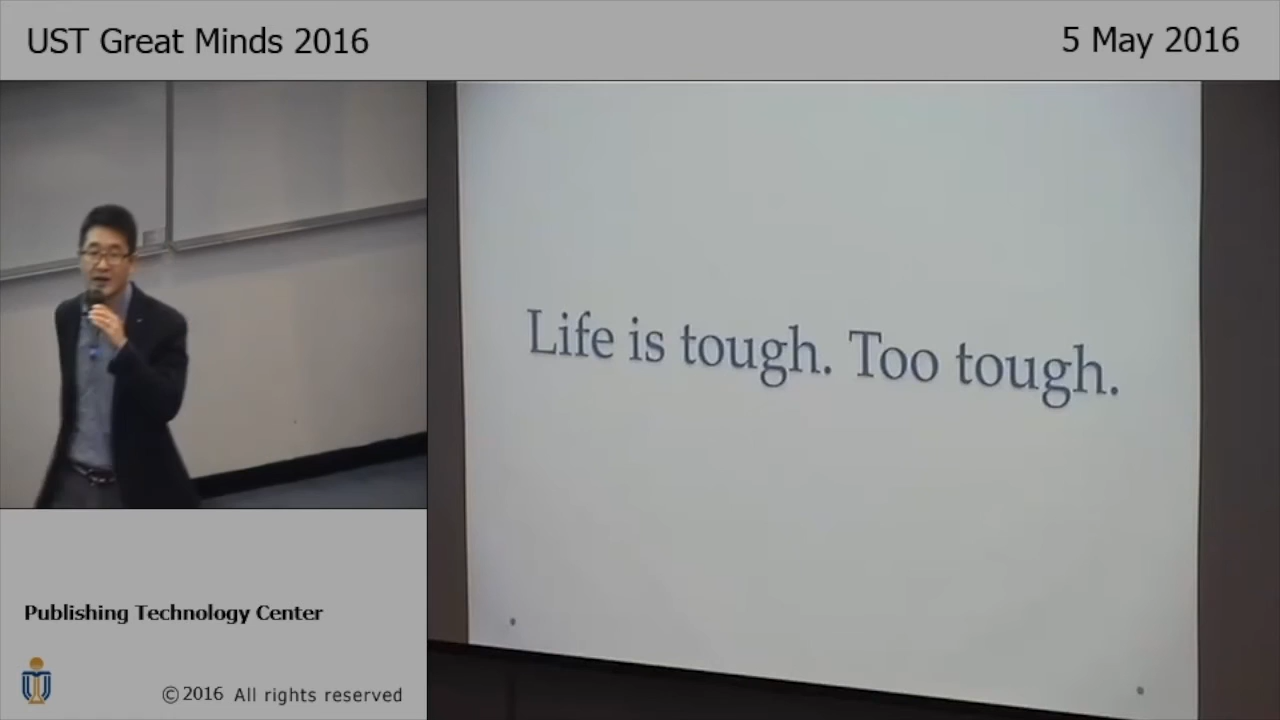 UST Great Minds 2016
5 May 2016
Life is tough. Too tough.
Publishing Technology Center
©2016 All rights reserved